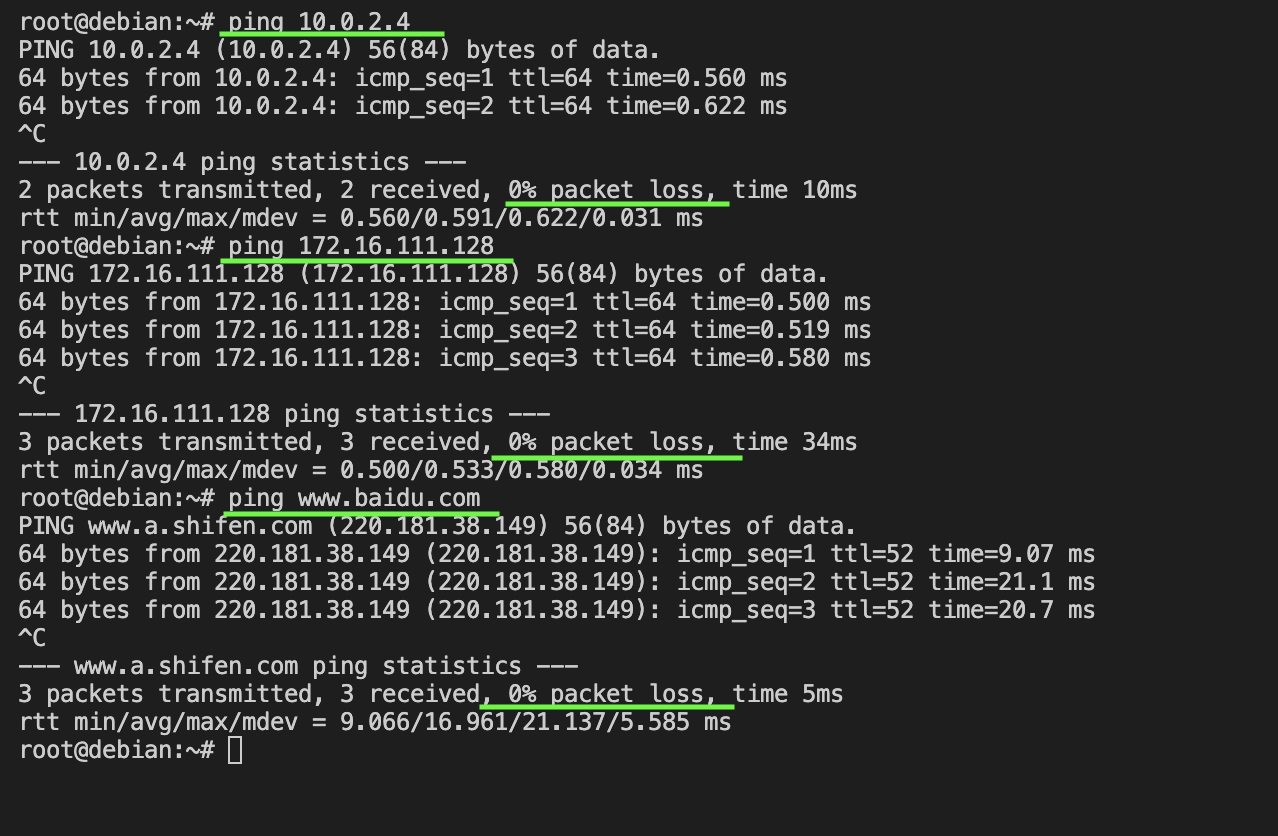 root@debian:~# ping 10.0.2.4
PING 10.0.2.4 (10.0.2.4) 56(84) bytes of data.
64 bytes from 10.0.2.4: icmp_seq=1 ttl=64 time=0.560 ms
64 bytes from 10.0.2.4: icmp_seq=2 ttl=64 time=0.622 ms
^C
--- 10.0.2.4 ping statistics ---
2 packets transmitted, 2 received, 0% packet loss, time 10ms
rtt min/avg/max/mdev = 0.560/0.591/0.622/0.031 ms
root@debian:~# ping 172.16.111.128
PING 172.16.111.128 (172.16.111.128) 56(84) bytes of data.
64 bytes from 172.16.111.128: icmp_seq=1 ttl=64 time=0.500 ms
64 bytes from 172.16.111.128: icmp_seq=2 ttl=64 time=0.519 ms
64 bytes from 172.16.111.128: icmp_seq=3 ttl=64 time=0.580 ms
^C
--- 172.16.111.128 ping statistics ---
3 packets transmitted, 3 received, 0% packet loss, time 34ms
rtt min/avg/max/mdev = 0.500/0.533/0.580/0.034 ms
root@debian:~# ping www.baidu.com
PING www.a.shifen.com (220.181.38.149) 56(84) bytes of data.
64 bytes from 220.181.38.149 (220.181.38.149): icmp_seq=1 ttl=52 time=9.07 ms
64 bytes from 220.181.38.149 (220.181.38.149): icmp_seq=2 ttl=52 time=21.1 ms
64 bytes from 220.181.38.149 (220.181.38.149): icmp_seq=3 ttl=52 time=20.7 ms
^C
--- www.a.shifen.com ping statistics ---
3 packets transmitted, 3 received, 0% packet loss, time 5ms
rtt min/avg/max/mdev = 9.066/16.961/21.137/5.585 ms
root@debian:~#